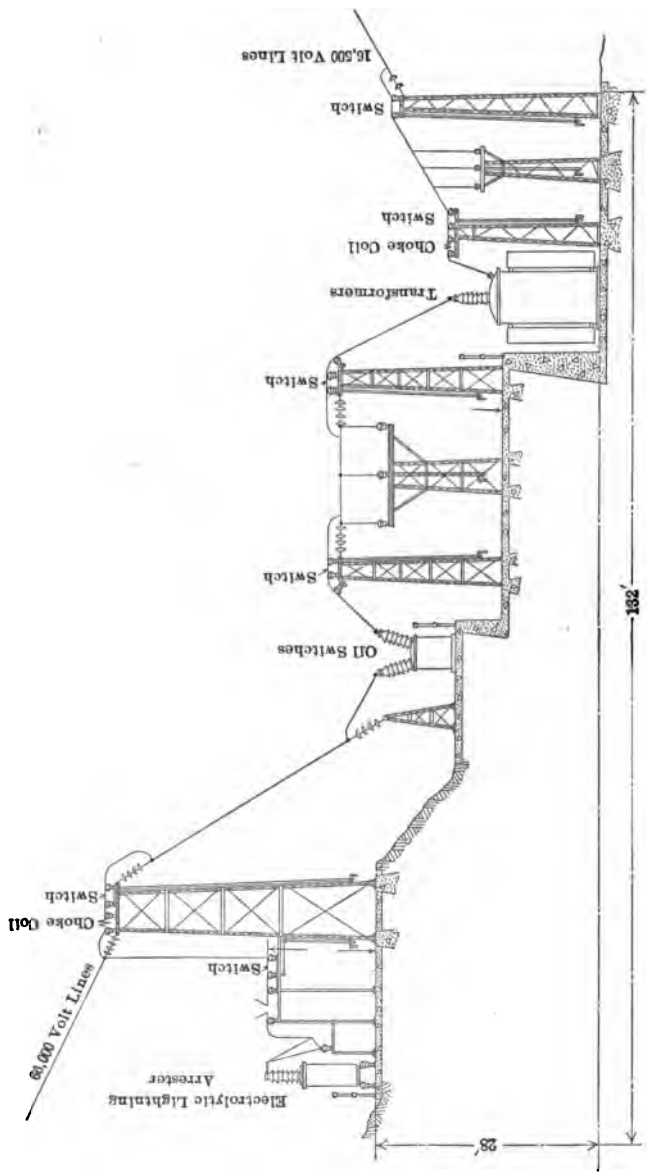 16,500 Volt Lines
Switch
Switch
Choke Coil
Transformers
Switch
Switch
Oil Switches
Switch
Choke Coil
Switch
66,000 Volt Lines
Electrolytic Lightning
Arrester
132'
28'